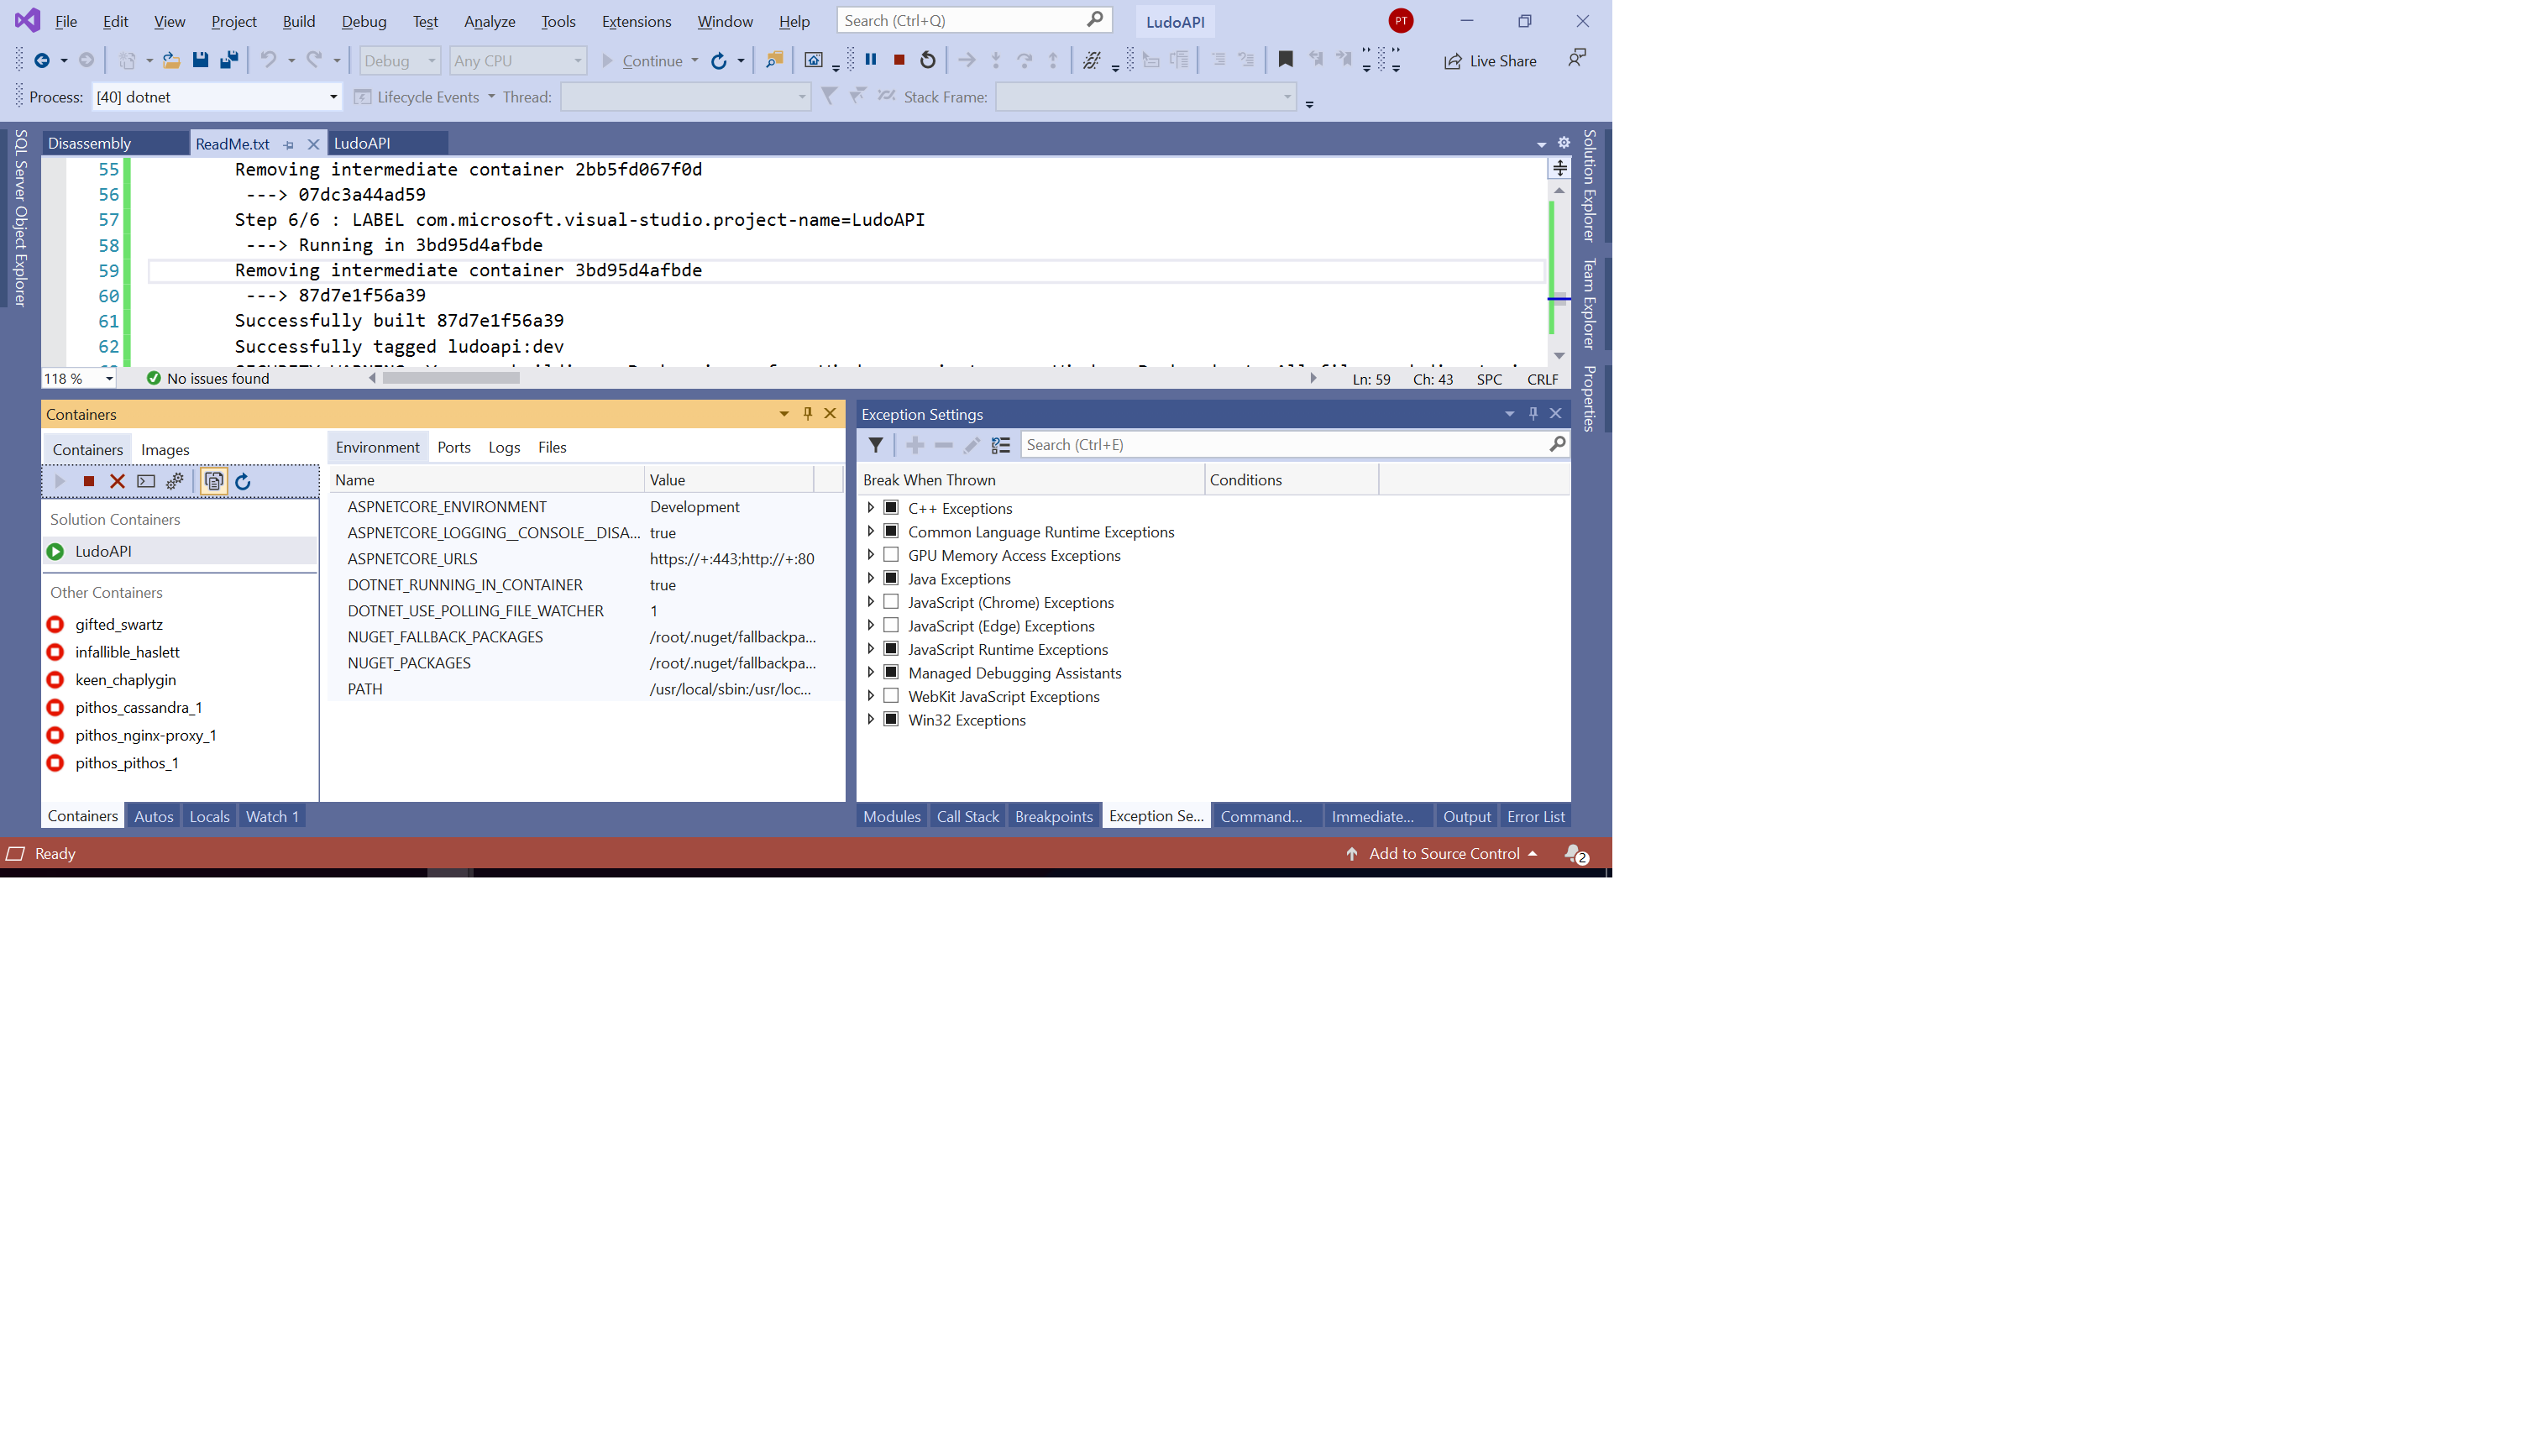 File Edit View Project Build Debug Test Analyze Tools Extensions Window Help Search (Ctrl+Q) LudoAPI PT
Debug Any CPU Continue Live Share
Process: [40] dotnet Lifecycle Events Thread: Stack Frame:
SQL Server Object Explorer
Disassembly ReadMe.txt LudoAPI
55 Removing intermediate container 2bb5fd067f0d
56 ---> 07dc3a44ad59
57 Step 6/6 : LABEL com.microsoft.visual-studio.project-name=LudoAPI
58 ---> Running in 3bd95d4afbde
59 Removing intermediate container 3bd95d4afbde
60 ---> 87d7e1f56a39
61 Successfully built 87d7e1f56a39
62 Successfully tagged ludoapi:dev
118 % No issues found Ln: 59 Ch: 43 SPC CRLF
Solution Explorer
Team Explorer
Properties
Containers
Containers Images
Solution Containers
LudoAPI
Other Containers
gifted_swartz
infallible_haslett
keen_chaplygin
pithos_cassandra_1
pithos_nginx-proxy_1
pithos_pithos_1
Environment Ports Logs Files
Name Value
ASPNETCORE_ENVIRONMENT Development
ASPNETCORE_LOGGING__CONSOLE__DISA... true
ASPNETCORE_URLS https://+:443;http://+:80
DOTNET_RUNNING_IN_CONTAINER true
DOTNET_USE_POLLING_FILE_WATCHER 1
NUGET_FALLBACK_PACKAGES /root/.nuget/fallbackpa...
NUGET_PACKAGES /root/.nuget/fallbackpa...
PATH /usr/local/sbin:/usr/loc...
Containers Autos Locals Watch 1
Exception Settings
Search (Ctrl+E)
Break When Thrown Conditions
C++ Exceptions
Common Language Runtime Exceptions
GPU Memory Access Exceptions
Java Exceptions
JavaScript (Chrome) Exceptions
JavaScript (Edge) Exceptions
JavaScript Runtime Exceptions
Managed Debugging Assistants
WebKit JavaScript Exceptions
Win32 Exceptions
Modules Call Stack Breakpoints Exception Se... Command... Immediate... Output Error List
Ready Add to Source Control 2